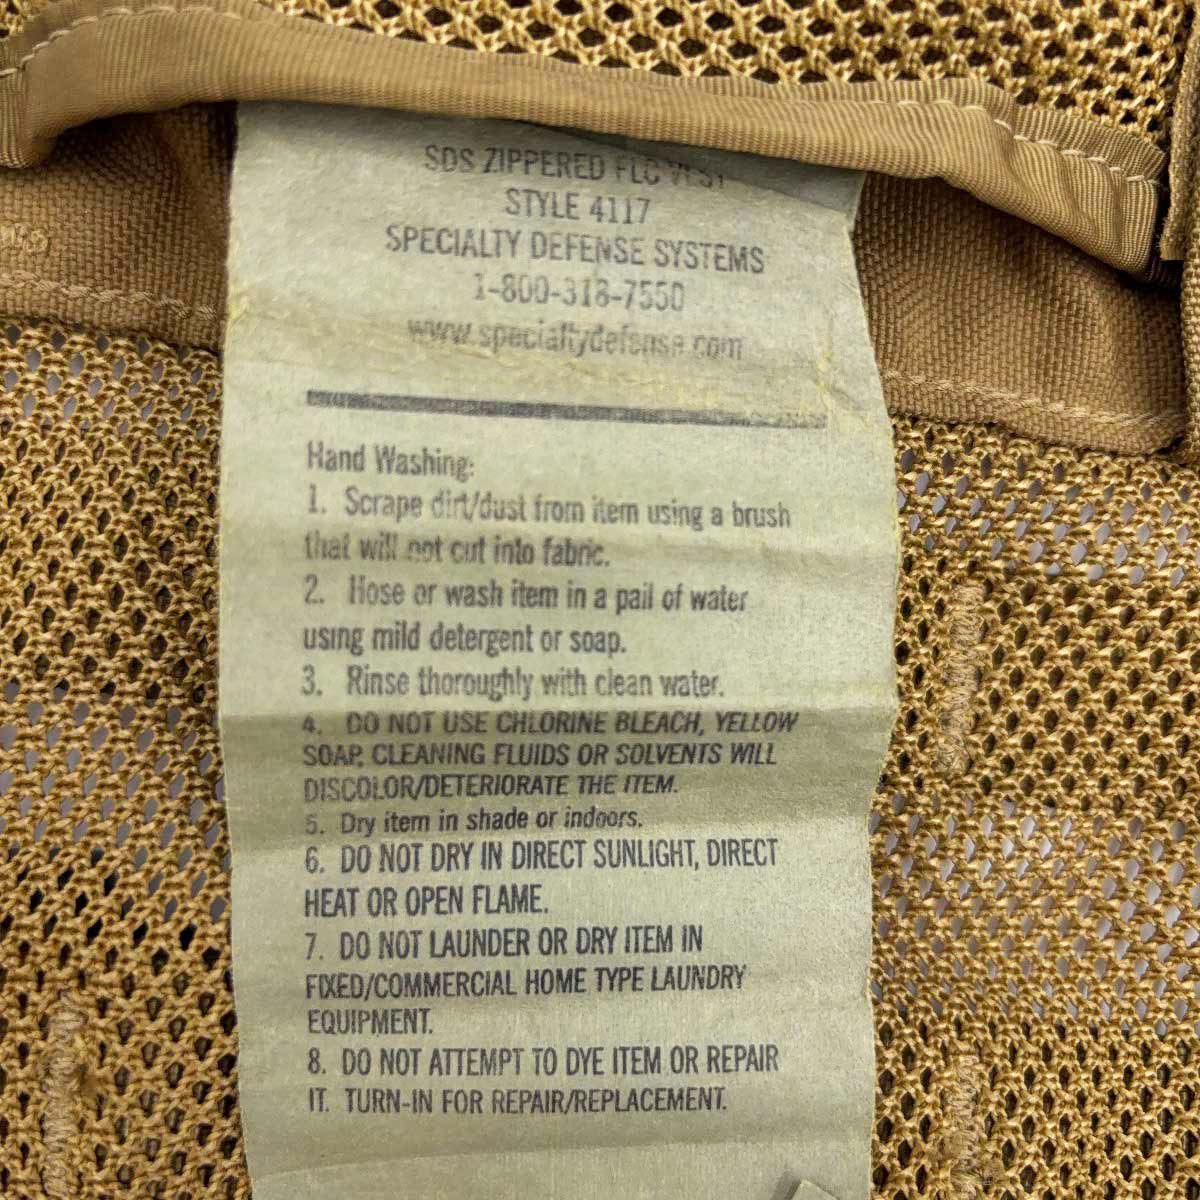 SDS ZIPPERED FLC VEST
STYLE 4117
SPECIALTY DEFENSE SYSTEMS
1-800-318-7550
www.specialtydefense.com
Hand Washing:
1. Scrape dirt/dust from item using a brush
that will not cut into fabric.
2. Hose or wash item in a pail of water
using mild detergent or soap.
3. Rinse thoroughly with clean water.
4. DO NOT USE CHLORINE BLEACH, YELLOW
SOAP, CLEANING FLUIDS OR SOLVENTS WILL
DISCOLOR/DETERIORATE THE ITEM.
5. Dry item in shade or indoors.
6. DO NOT DRY IN DIRECT SUNLIGHT, DIRECT
HEAT OR OPEN FLAME.
7. DO NOT LAUNDER OR DRY ITEM IN
FIXED/COMMERCIAL HOME TYPE LAUNDRY
EQUIPMENT.
8. DO NOT ATTEMPT TO DYE ITEM OR REPAIR
IT. TURN-IN FOR REPAIR/REPLACEMENT.